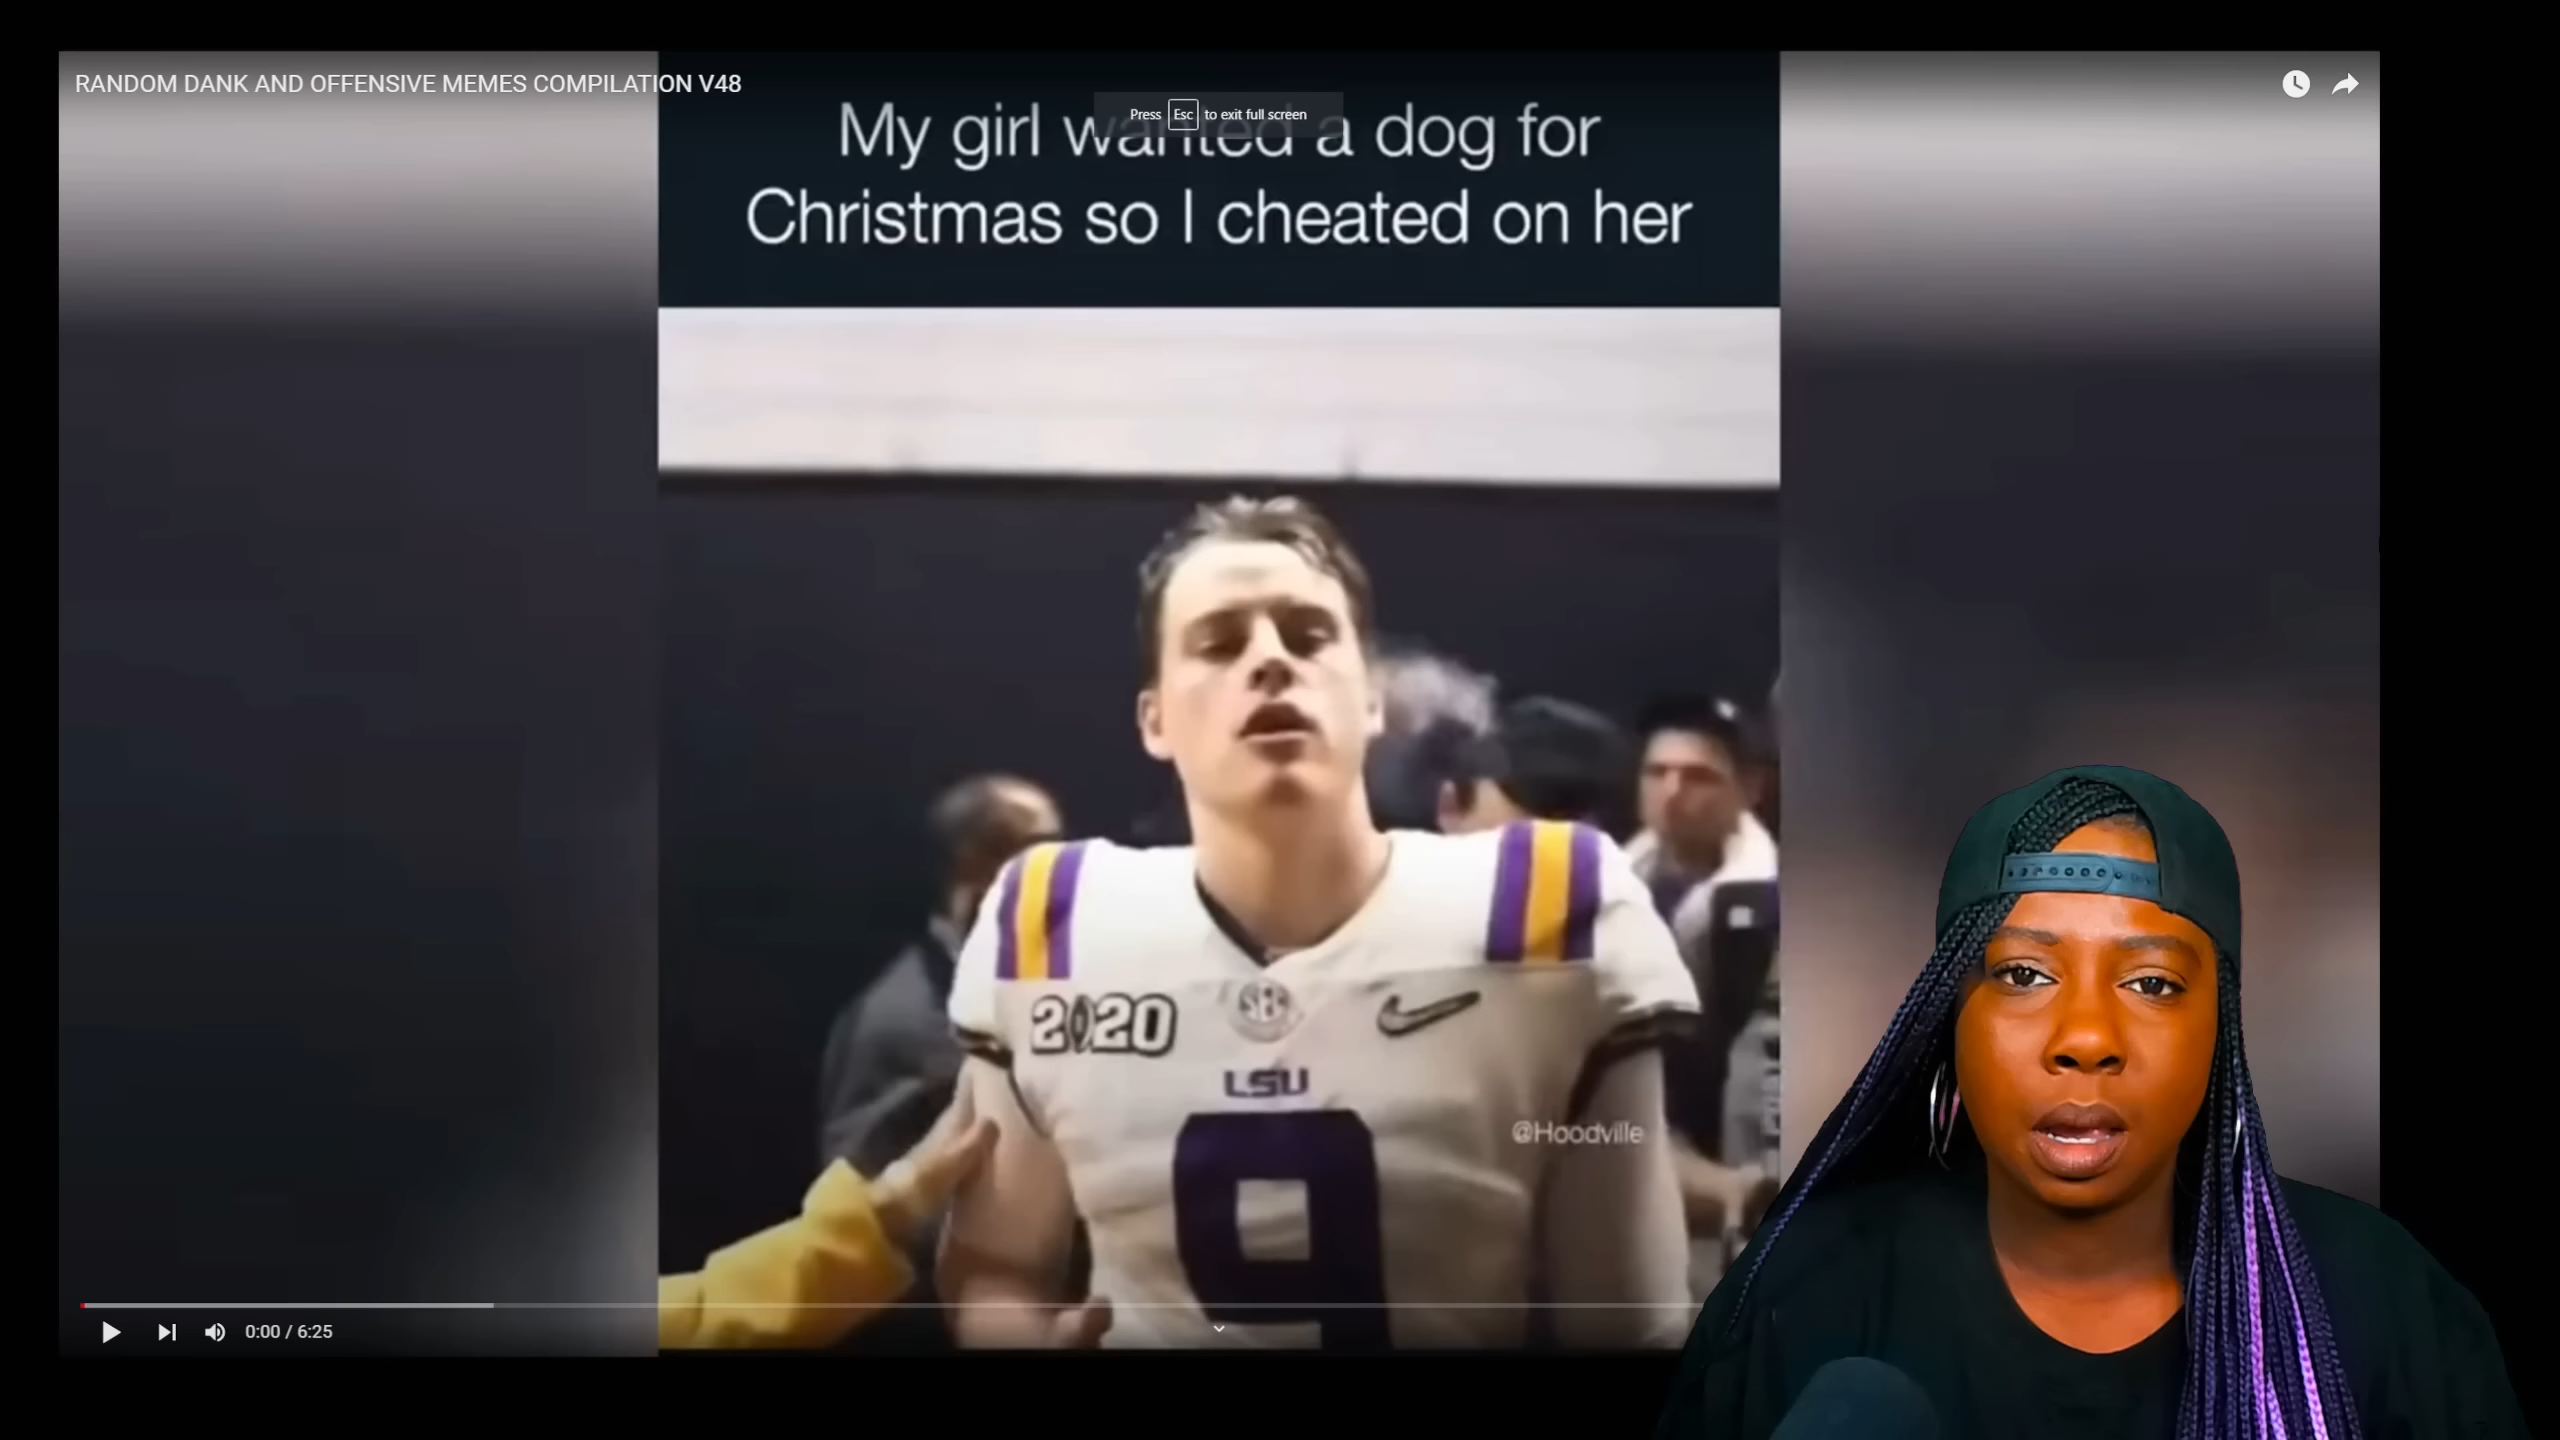 RANDOM DANK AND OFFENSIVE MEMES COMPILATION V48
Press Esc to exit full screen
My girl wanted a dog for
Christmas so I cheated on her
2020
SEC
LSU
9
@Hoodville
0:00 / 6:25